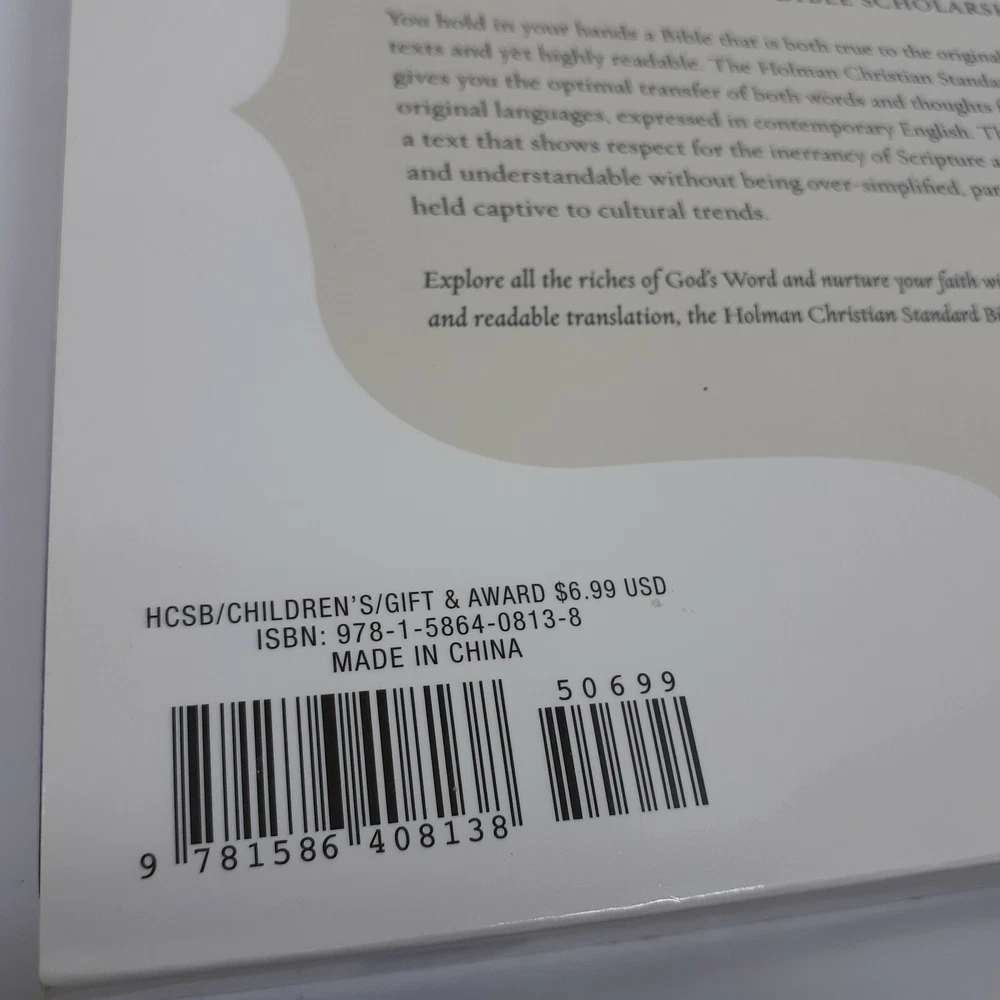 BIBLE SCHOLARS
You hold in your hands a Bible that is both true to the original
texts and yet highly readable. The Holman Christian Standa
gives you the optimal transfer of both words and thoughts
original languages, expressed in contemporary English. Th
a text that shows respect for the inerrancy of Scripture a
and understandable without being over-simplified, par
held captive to cultural trends.
Explore all the riches of God's Word and nurture your faith wi
and readable translation, the Holman Christian Standard Bi
HCSB/CHILDREN'S/GIFT & AWARD $6.99 USD
ISBN: 978-1-5864-0813-8
MADE IN CHINA
50699
9 781586 408138